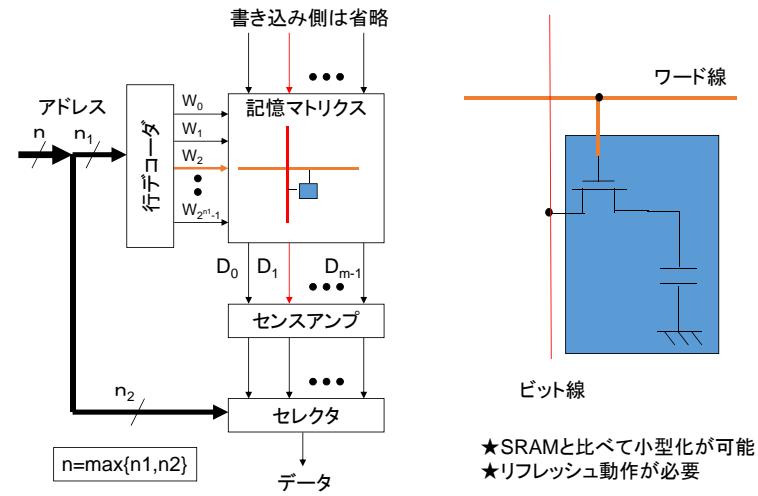 書き込み側は省略
アドレス
n
n1
行デコーダ
W0
W1
W2
W2^n1-1
記憶マトリクス
D0
D1
Dm-1
センスアンプ
n2
セレクタ
n=max{n1,n2}
データ
ワード線
ビット線
★SRAMと比べて小型化が可能
★リフレッシュ動作が必要